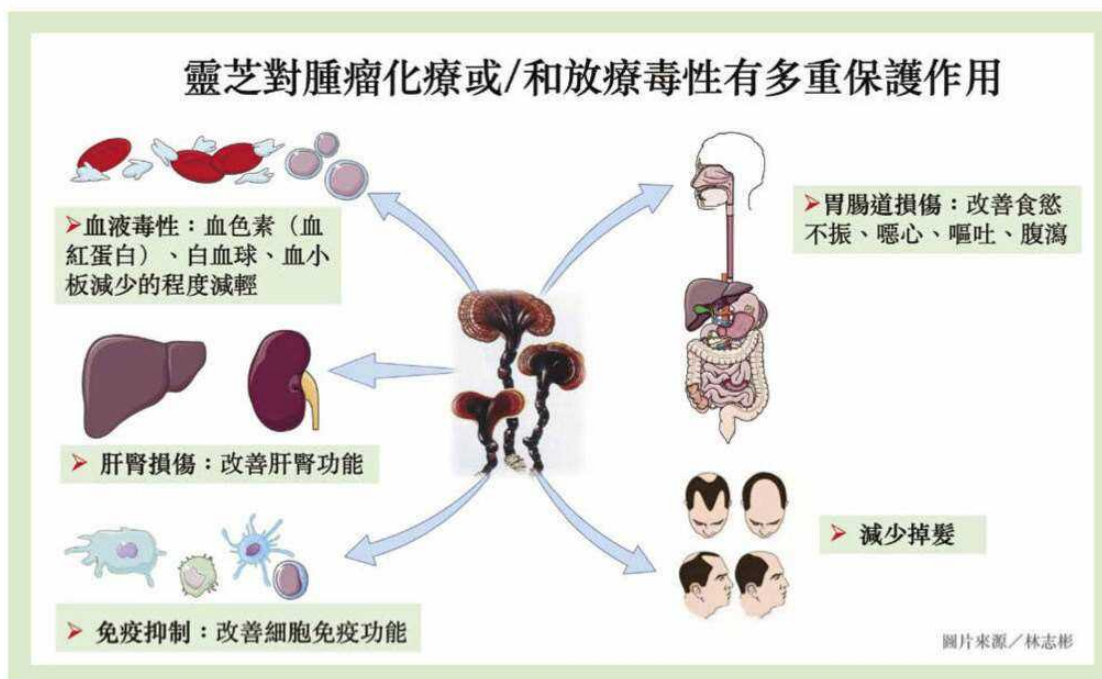 靈芝對腫瘤化療或/和放療毒性有多重保護作用
➢血液毒性：血色素（血
紅蛋白）、白血球、血小
板減少的程度減輕
➢胃腸道損傷：改善食慾
不振、噁心、嘔吐、腹瀉
➢ 肝腎損傷：改善肝腎功能
➢ 減少掉髮
➢ 免疫抑制：改善細胞免疫功能
圖片來源／林志彬